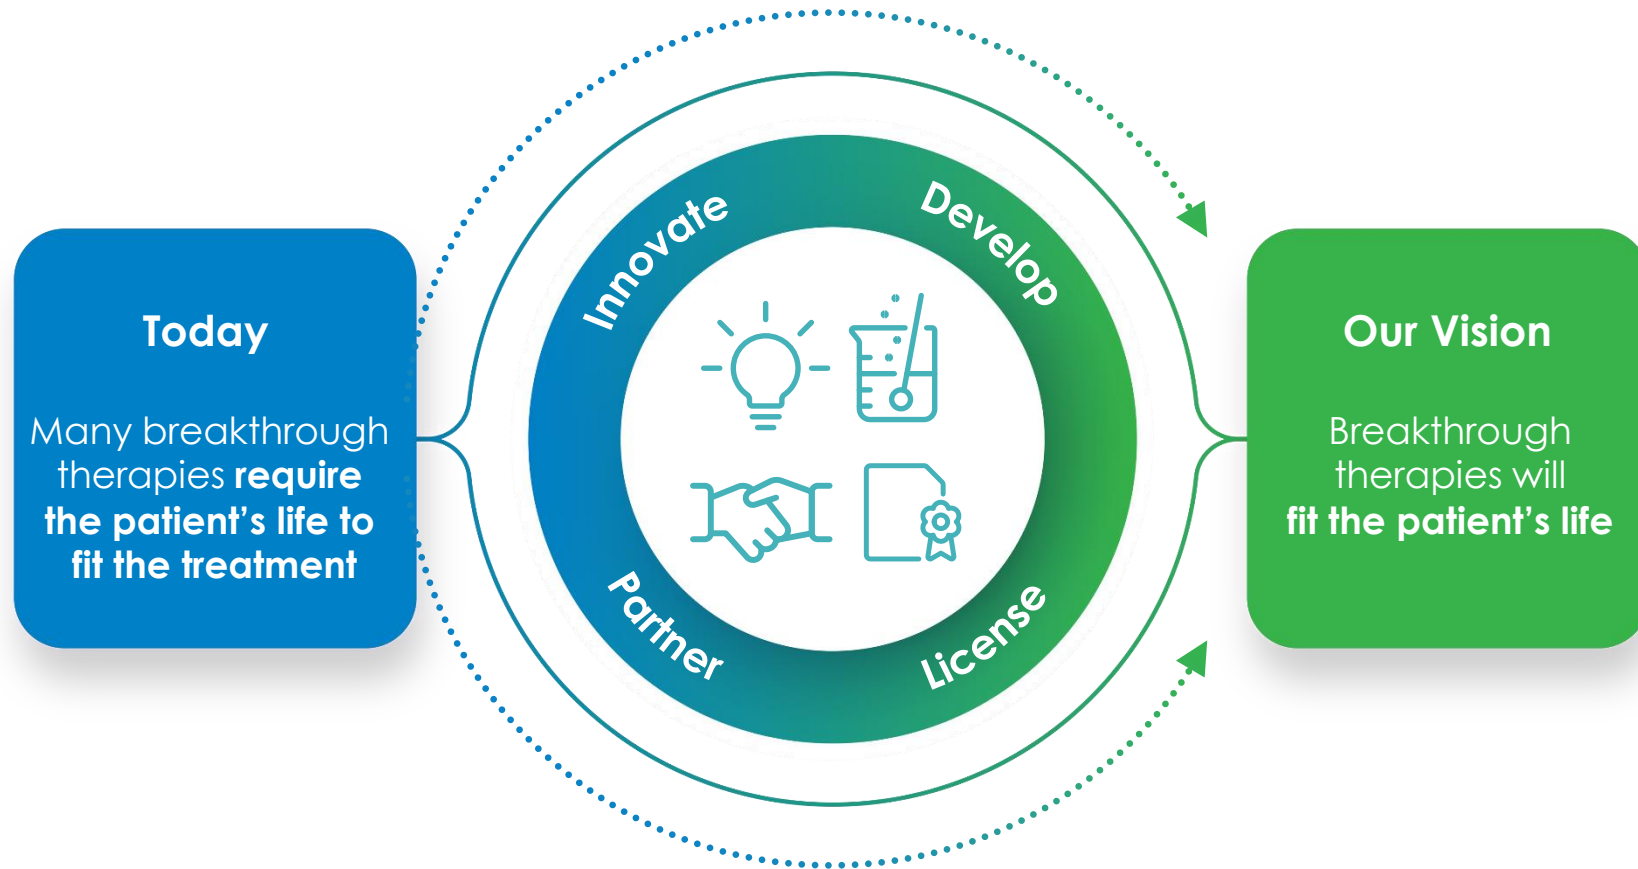 Today
Many breakthrough
therapies require
the patient’s life to
fit the treatment
Innovate
Develop
Partner
License
Our Vision
Breakthrough
therapies will
fit the patient’s life